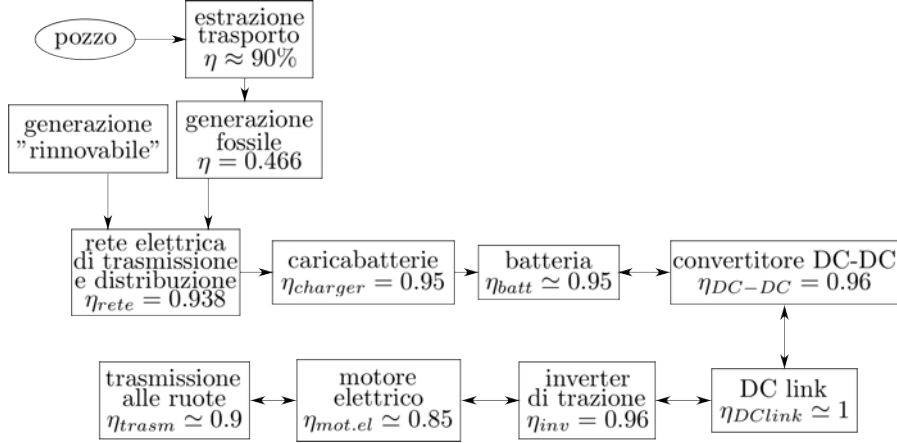 pozzo
estrazione
trasporto
η ≈ 90%
generazione
"rinnovabile"
generazione
fossile
η = 0.466
rete elettrica
di trasmissione
e distribuzione
η_rete = 0.938
caricabatterie
η_charger = 0.95
batteria
η_batt ≃ 0.95
convertitore DC-DC
η_DC−DC = 0.96
trasmissione
alle ruote
η_trasm ≃ 0.9
motore
elettrico
η_mot.el ≃ 0.85
inverter
di trazione
η_inv = 0.96
DC link
η_DClink ≃ 1